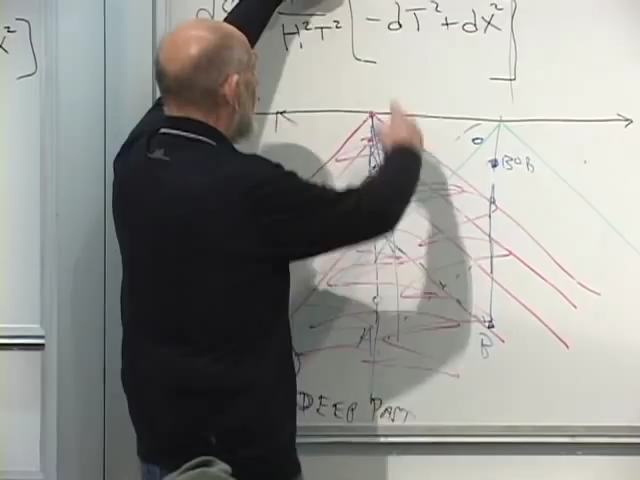 x²]
H²T² [-dT² + dX²]
BOB
A
B
DEEP PAST